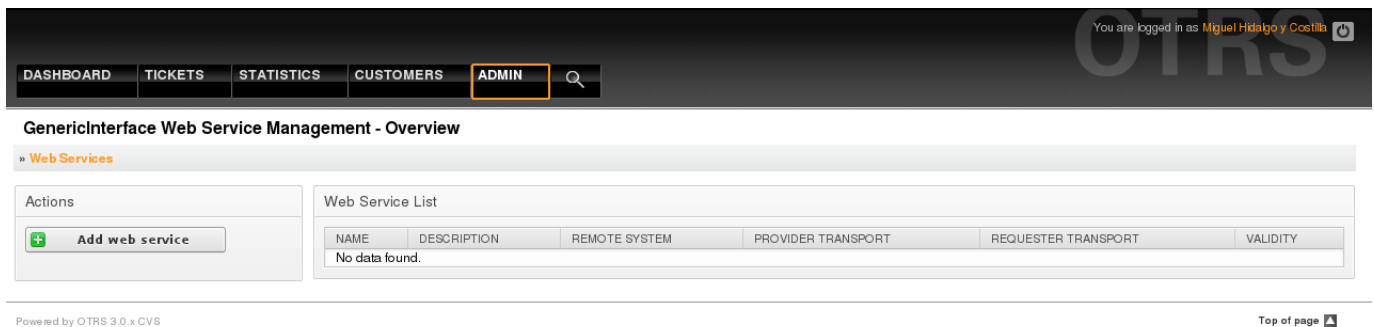 OTRS
You are logged in as Miguel Hidalgo y Costilla
DASHBOARD TICKETS STATISTICS CUSTOMERS ADMIN
GenericInterface Web Service Management - Overview
» Web Services
Actions
Add web service
Web Service List
NAME DESCRIPTION REMOTE SYSTEM PROVIDER TRANSPORT REQUESTER TRANSPORT VALIDITY
No data found.
Powered by OTRS 3.0.x CVS
Top of page